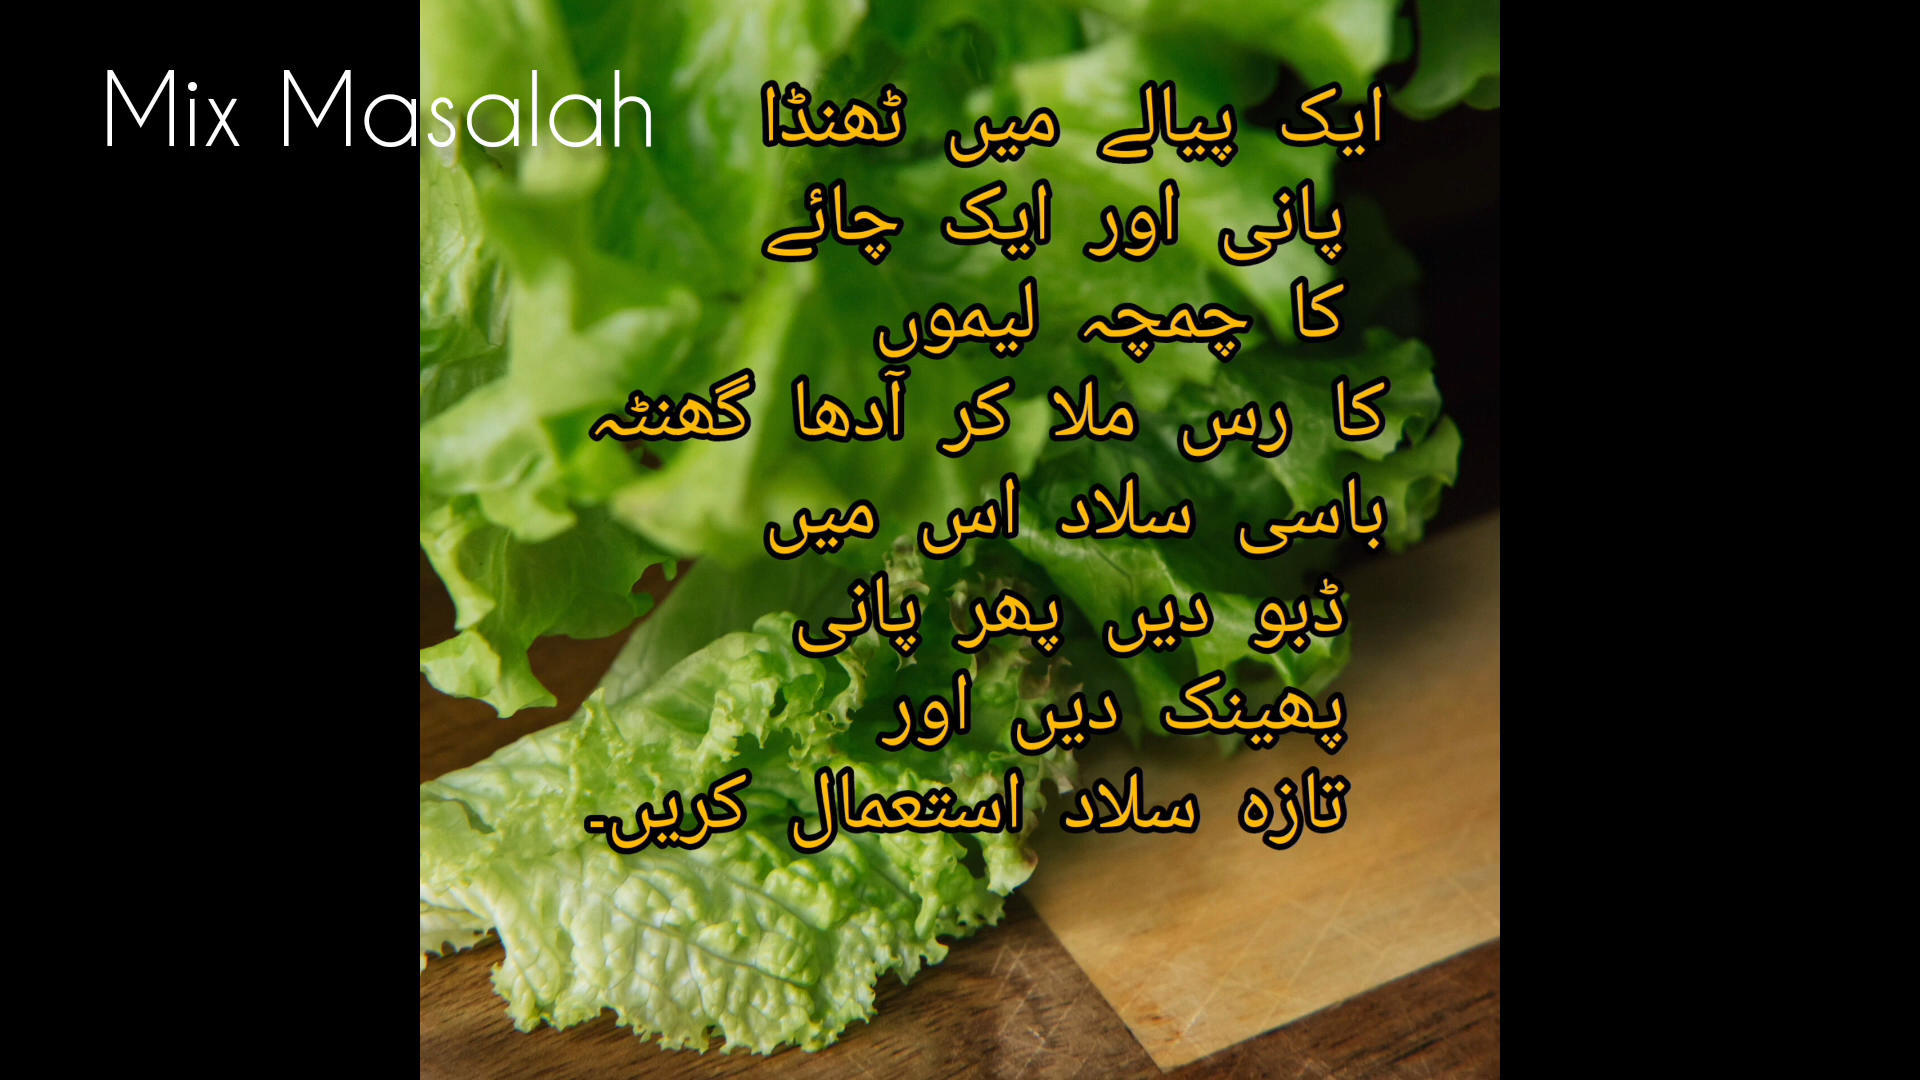 Mix Masalah
ایک پیالے میں ٹھنڈا
پانی اور ایک چائے
کا چمچہ لیموں
کا رس ملا کر آدھا گھنٹہ
باسی سلاد اس میں
ڈبو دیں پھر پانی
پھینک دیں اور
تازہ سلاد استعمال کریں۔